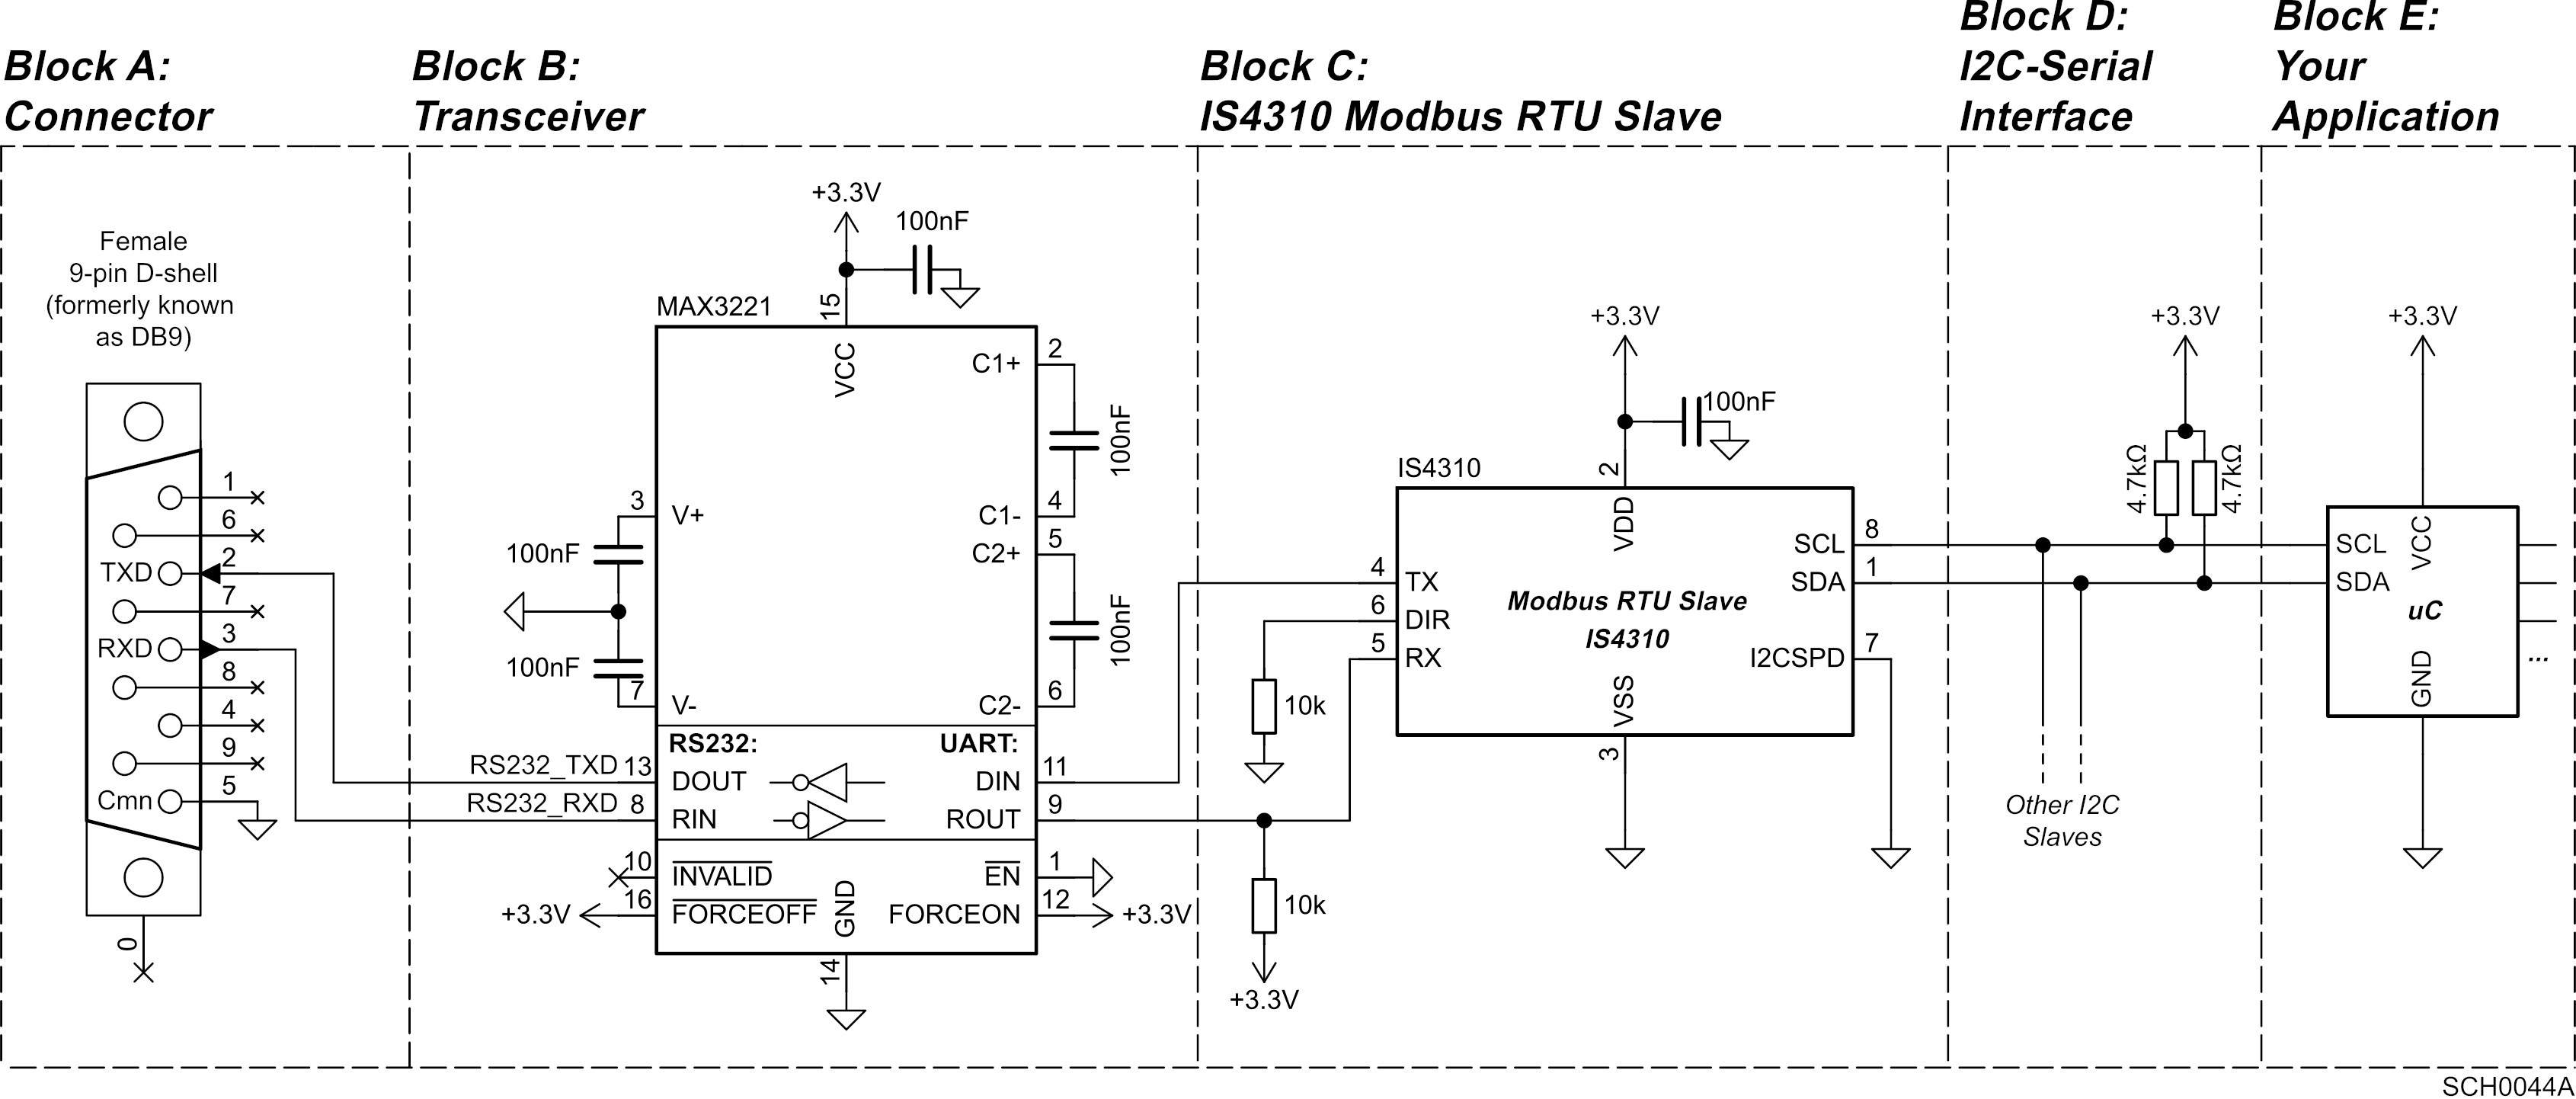 Block A:
Connector
Block B:
Transceiver
Block C:
IS4310 Modbus RTU Slave
Block D:
I2C-Serial
Interface
Block E:
Your
Application
Female
9-pin D-shell
(formerly known
as DB9)
1
6
TXD
2
7
RXD
3
8
4
9
Cmn
5
0
+3.3V
100nF
MAX3221
15
VCC
C1+
2
100nF
C1-
4
C2+
5
100nF
C2-
6
3
V+
100nF
100nF
7
V-
RS232:
UART:
RS232_TXD
13
DOUT
DIN
11
RS232_RXD
8
RIN
ROUT
9
10
INVALID
EN
1
16
FORCEOFF
+3.3V
GND
FORCEON
12
+3.3V
14
+3.3V
100nF
IS4310
2
VDD
4
TX
6
DIR
5
RX
Modbus RTU Slave
IS4310
SCL
8
SDA
1
I2CSPD
7
VSS
3
10k
10k
+3.3V
+3.3V
4.7kΩ
4.7kΩ
Other I2C
Slaves
+3.3V
SCL
SDA
VCC
uC
GND
...
SCH0044A